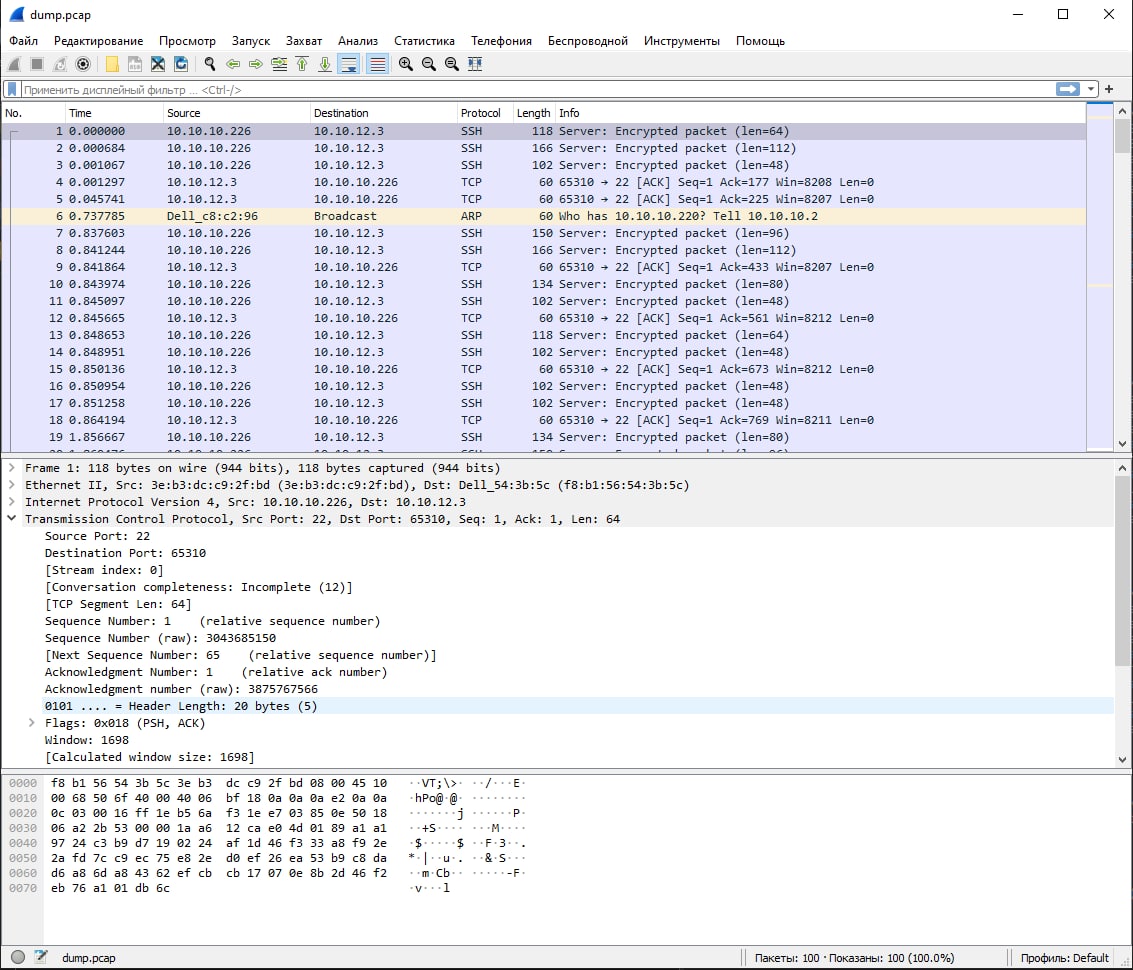 dump.pcap
Файл Редактирование Просмотр Запуск Захват Анализ Статистика Телефония Беспроводной Инструменты Помощь
Применить дисплейный фильтр ... <Ctrl-/>
No. Time Source Destination Protocol Length Info
1 0.000000 10.10.10.226 10.10.12.3 SSH 118 Server: Encrypted packet (len=64)
2 0.000684 10.10.10.226 10.10.12.3 SSH 166 Server: Encrypted packet (len=112)
3 0.001067 10.10.10.226 10.10.12.3 SSH 102 Server: Encrypted packet (len=48)
4 0.001297 10.10.12.3 10.10.10.226 TCP 60 65310 → 22 [ACK] Seq=1 Ack=177 Win=8208 Len=0
5 0.045741 10.10.12.3 10.10.10.226 TCP 60 65310 → 22 [ACK] Seq=1 Ack=225 Win=8207 Len=0
6 0.737785 Dell_c8:c2:96 Broadcast ARP 60 Who has 10.10.10.220? Tell 10.10.10.2
7 0.837603 10.10.10.226 10.10.12.3 SSH 150 Server: Encrypted packet (len=96)
8 0.841244 10.10.10.226 10.10.12.3 SSH 166 Server: Encrypted packet (len=112)
9 0.841864 10.10.12.3 10.10.10.226 TCP 60 65310 → 22 [ACK] Seq=1 Ack=433 Win=8207 Len=0
10 0.843974 10.10.10.226 10.10.12.3 SSH 134 Server: Encrypted packet (len=80)
11 0.845097 10.10.10.226 10.10.12.3 SSH 102 Server: Encrypted packet (len=48)
12 0.845665 10.10.12.3 10.10.10.226 TCP 60 65310 → 22 [ACK] Seq=1 Ack=561 Win=8212 Len=0
13 0.848653 10.10.10.226 10.10.12.3 SSH 118 Server: Encrypted packet (len=64)
14 0.848951 10.10.10.226 10.10.12.3 SSH 102 Server: Encrypted packet (len=48)
15 0.850136 10.10.12.3 10.10.10.226 TCP 60 65310 → 22 [ACK] Seq=1 Ack=673 Win=8212 Len=0
16 0.850954 10.10.10.226 10.10.12.3 SSH 102 Server: Encrypted packet (len=48)
17 0.851258 10.10.10.226 10.10.12.3 SSH 102 Server: Encrypted packet (len=48)
18 0.864194 10.10.12.3 10.10.10.226 TCP 60 65310 → 22 [ACK] Seq=1 Ack=769 Win=8211 Len=0
19 1.856667 10.10.10.226 10.10.12.3 SSH 134 Server: Encrypted packet (len=80)
Frame 1: 118 bytes on wire (944 bits), 118 bytes captured (944 bits)
Ethernet II, Src: 3e:b3:dc:c9:2f:bd (3e:b3:dc:c9:2f:bd), Dst: Dell_54:3b:5c (f8:b1:56:54:3b:5c)
Internet Protocol Version 4, Src: 10.10.10.226, Dst: 10.10.12.3
Transmission Control Protocol, Src Port: 22, Dst Port: 65310, Seq: 1, Ack: 1, Len: 64
Source Port: 22
Destination Port: 65310
[Stream index: 0]
[Conversation completeness: Incomplete (12)]
[TCP Segment Len: 64]
Sequence Number: 1 (relative sequence number)
Sequence Number (raw): 3043685150
[Next Sequence Number: 65 (relative sequence number)]
Acknowledgment Number: 1 (relative ack number)
Acknowledgment number (raw): 3875767566
0101 .... = Header Length: 20 bytes (5)
Flags: 0x018 (PSH, ACK)
Window: 1698
[Calculated window size: 1698]
0000 f8 b1 56 54 3b 5c 3e b3 dc c9 2f bd 08 00 45 10 ··VT;\>· ··/···E·
0010 00 68 50 6f 40 00 40 06 bf 18 0a 0a 0a e2 0a 0a ·hPo@·@· ········
0020 0c 03 00 16 ff 1e b5 6a f3 1e e7 03 85 0e 50 18 ·······j ······P·
0030 06 a2 2b 53 00 00 1a a6 12 ca e0 4d 01 89 a1 a1 ··+S···· ···M····
0040 97 24 c3 b9 d7 19 02 24 af 1d 46 f3 33 a8 f9 2e ·$·····$ ··F·3··.
0050 2a fd 7c c9 ec 75 e8 2e d0 ef 26 ea 53 b9 c8 da *·|··u·. ··&·S···
0060 d6 a8 6d a8 43 62 ef cb cb 17 07 0e 8b 2d 46 f2 ··m·Cb·· ·····-F·
0070 eb 76 a1 01 db 6c ·v···l
dump.pcap Пакеты: 100 · Показаны: 100 (100.0%) Профиль: Default